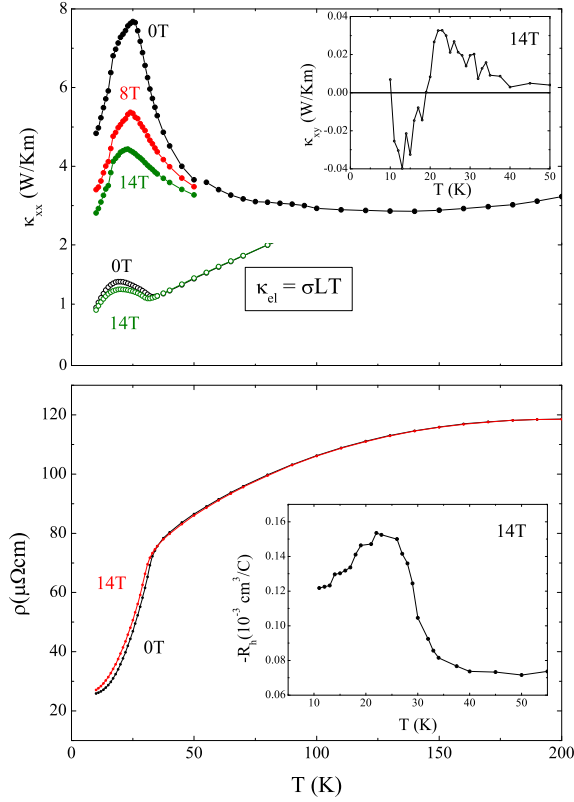 8
6
4
2
1
0
κxx (W/Km)
0T
8T
14T
0T
14T
κel = σLT
0.04
0.02
0.00
-0.02
-0.04
κxy (W/Km)
14T
0 10 20 30 40 50
T (K)
120
100
80
60
40
20
ρ(μΩcm)
14T
0T
0.16
0.14
0.12
0.10
0.08
0.06
-Rh(10⁻³ cm³/C)
14T
10 20 30 40 50
T (K)
0 50 100 150 200
T (K)